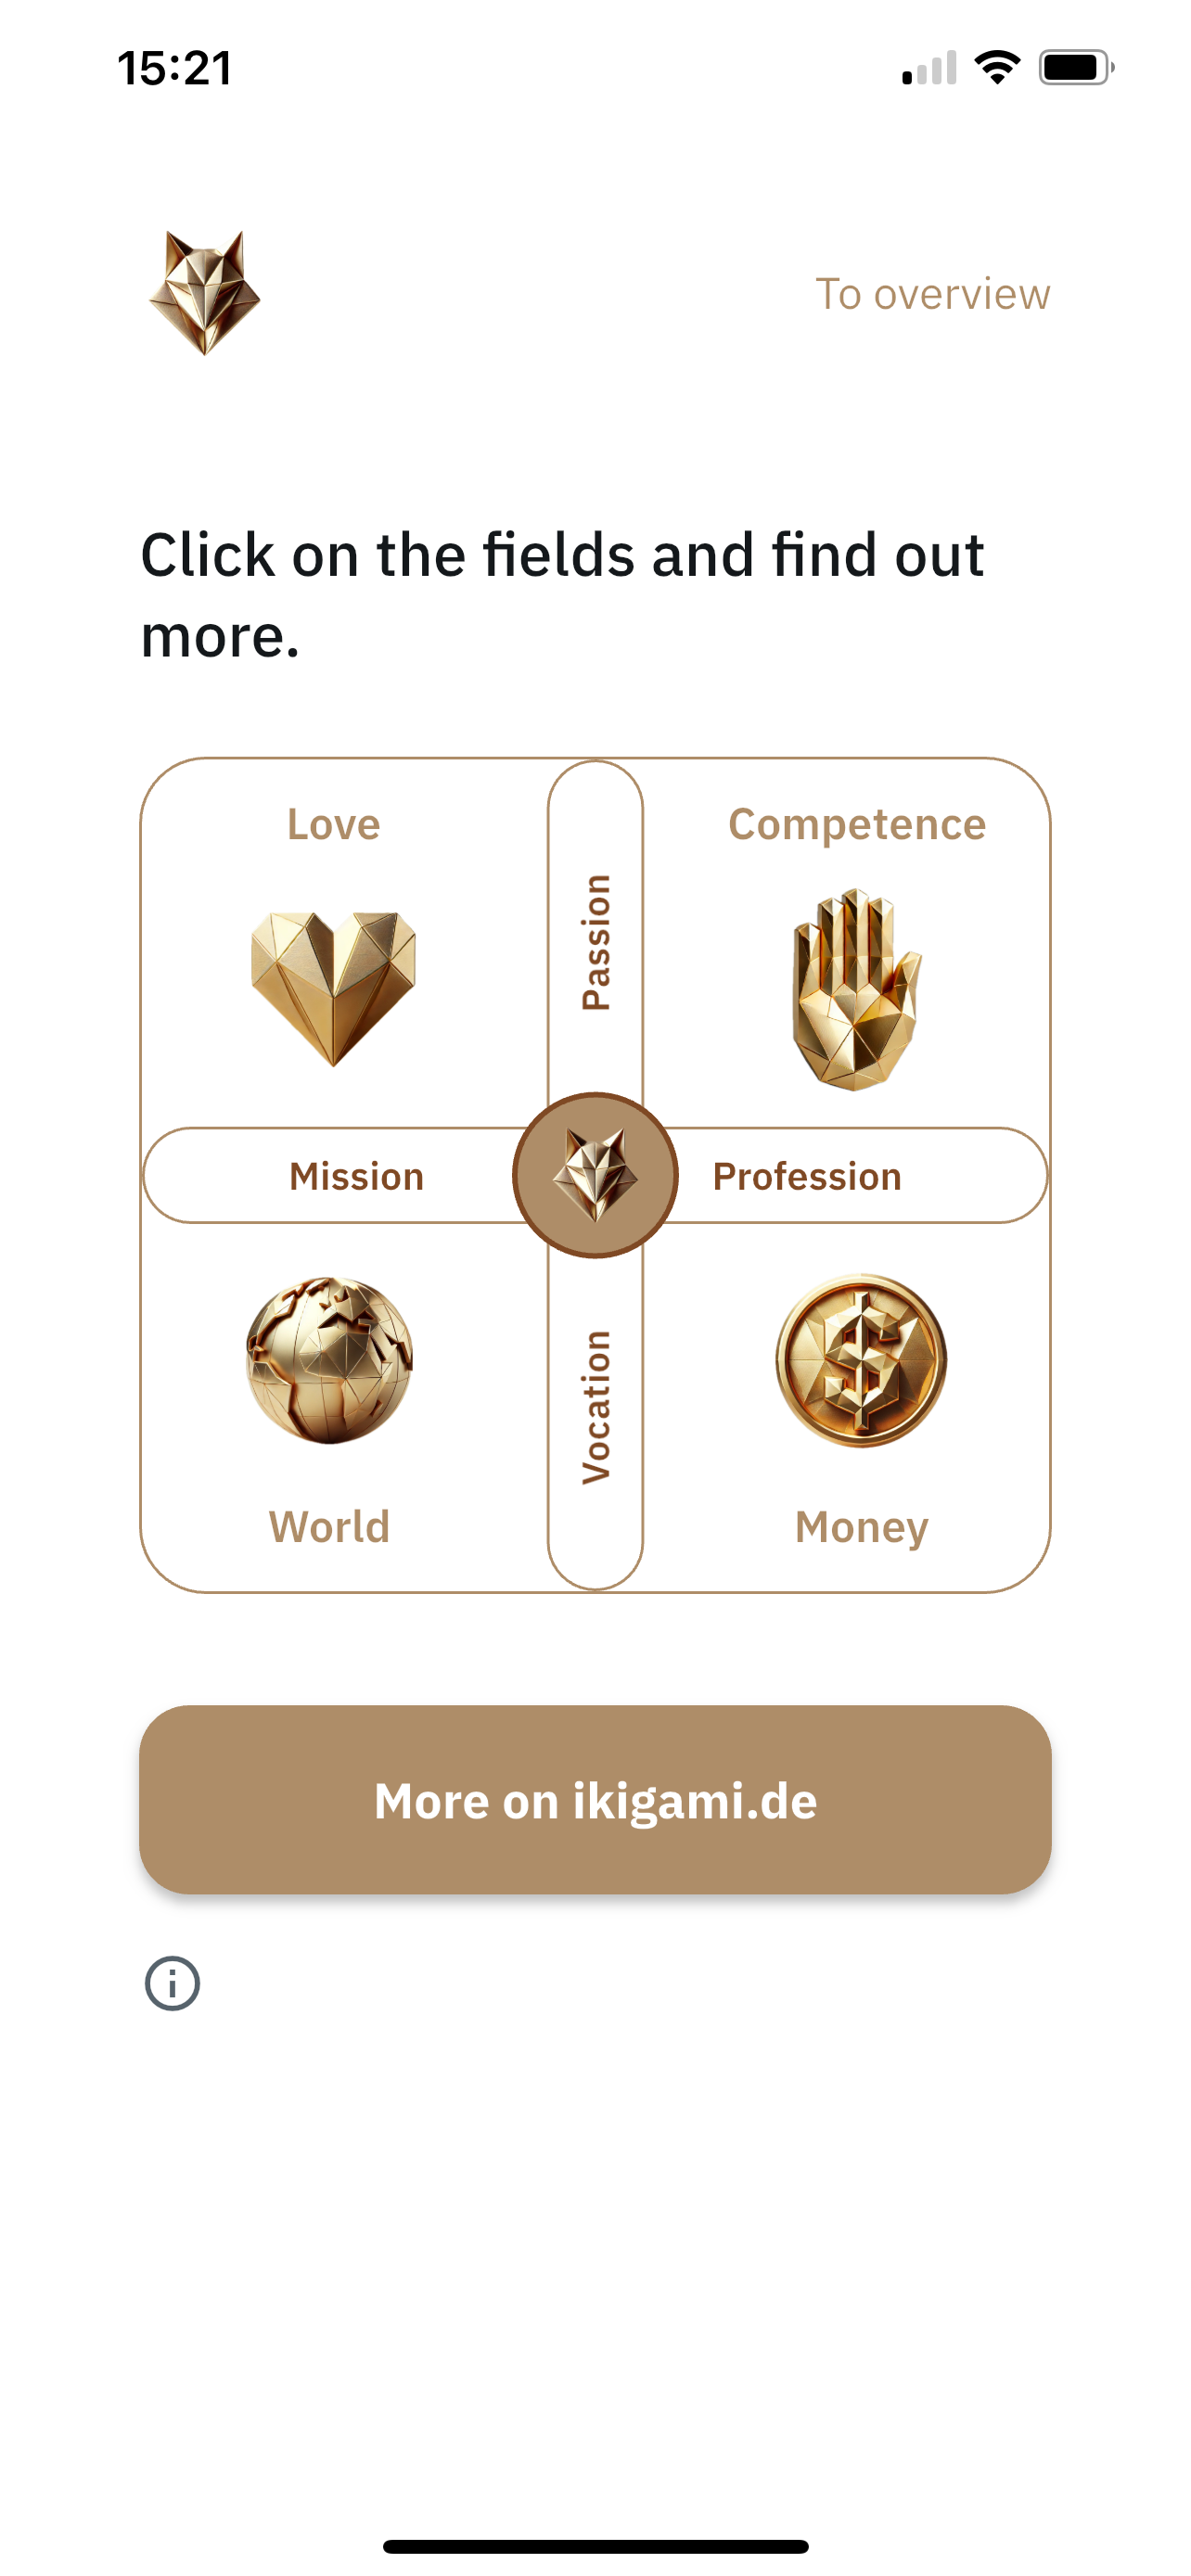 15:21
To overview
Click on the fields and find out
more.
Love
Competence
Passion
Mission
Profession
Vocation
World
Money
More on ikigami.de